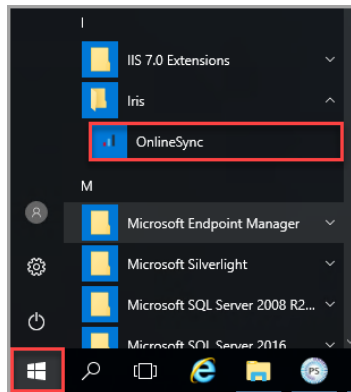 I
IIS 7.0 Extensions
Iris
OnlineSync
M
Microsoft Endpoint Manager
Microsoft Silverlight
Microsoft SQL Server 2008 R2...
Microsoft SQL Server 2016
PS